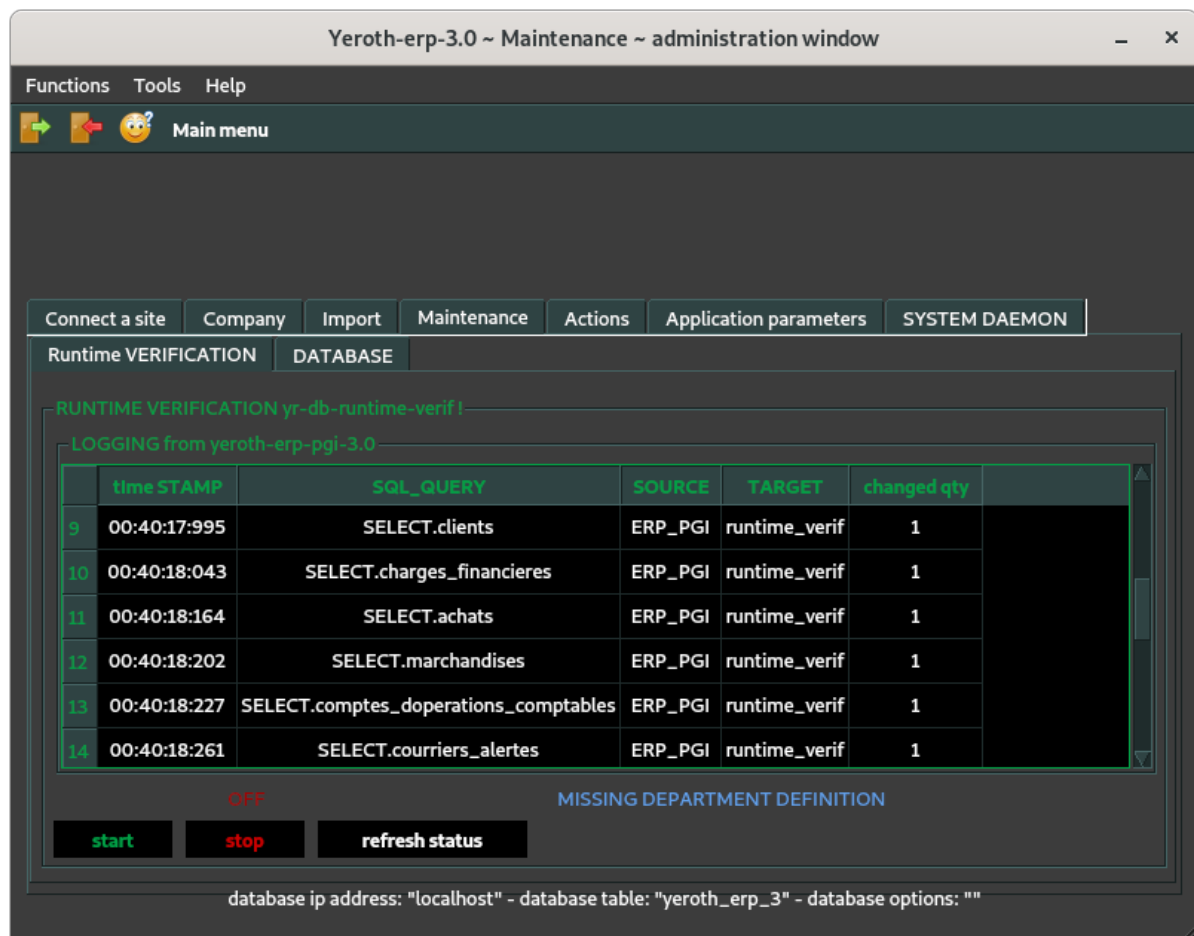 Yeroth-erp-3.0 ~ Maintenance ~ administration window
Functions Tools Help
Main menu
Connect a site Company Import Maintenance Actions Application parameters SYSTEM DAEMON
Runtime VERIFICATION DATABASE
RUNTIME VERIFICATION yr-db-runtime-verif !
LOGGING from yeroth-erp-pgi-3.0
time STAMP SQL_QUERY SOURCE TARGET changed qty
9 00:40:17:995 SELECT.clients ERP_PGI runtime_verif 1
10 00:40:18:043 SELECT.charges_financieres ERP_PGI runtime_verif 1
11 00:40:18:164 SELECT.achats ERP_PGI runtime_verif 1
12 00:40:18:202 SELECT.marchandises ERP_PGI runtime_verif 1
13 00:40:18:227 SELECT.comptes_doperations_comptables ERP_PGI runtime_verif 1
14 00:40:18:261 SELECT.courriers_alertes ERP_PGI runtime_verif 1
OFF MISSING DEPARTMENT DEFINITION
start stop refresh status
database ip address: "localhost" - database table: "yeroth_erp_3" - database options: ""